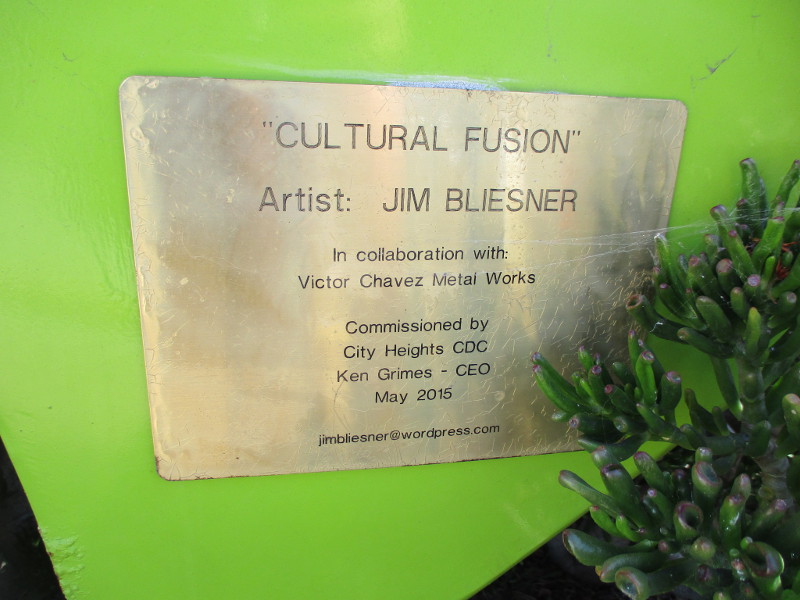 "CULTURAL FUSION"
Artist: JIM BLIESNER
In collaboration with:
Victor Chavez Metal Works
Commissioned by
City Heights CDC
Ken Grimes - CEO
May 2015
jimbliesner@wordpress.com